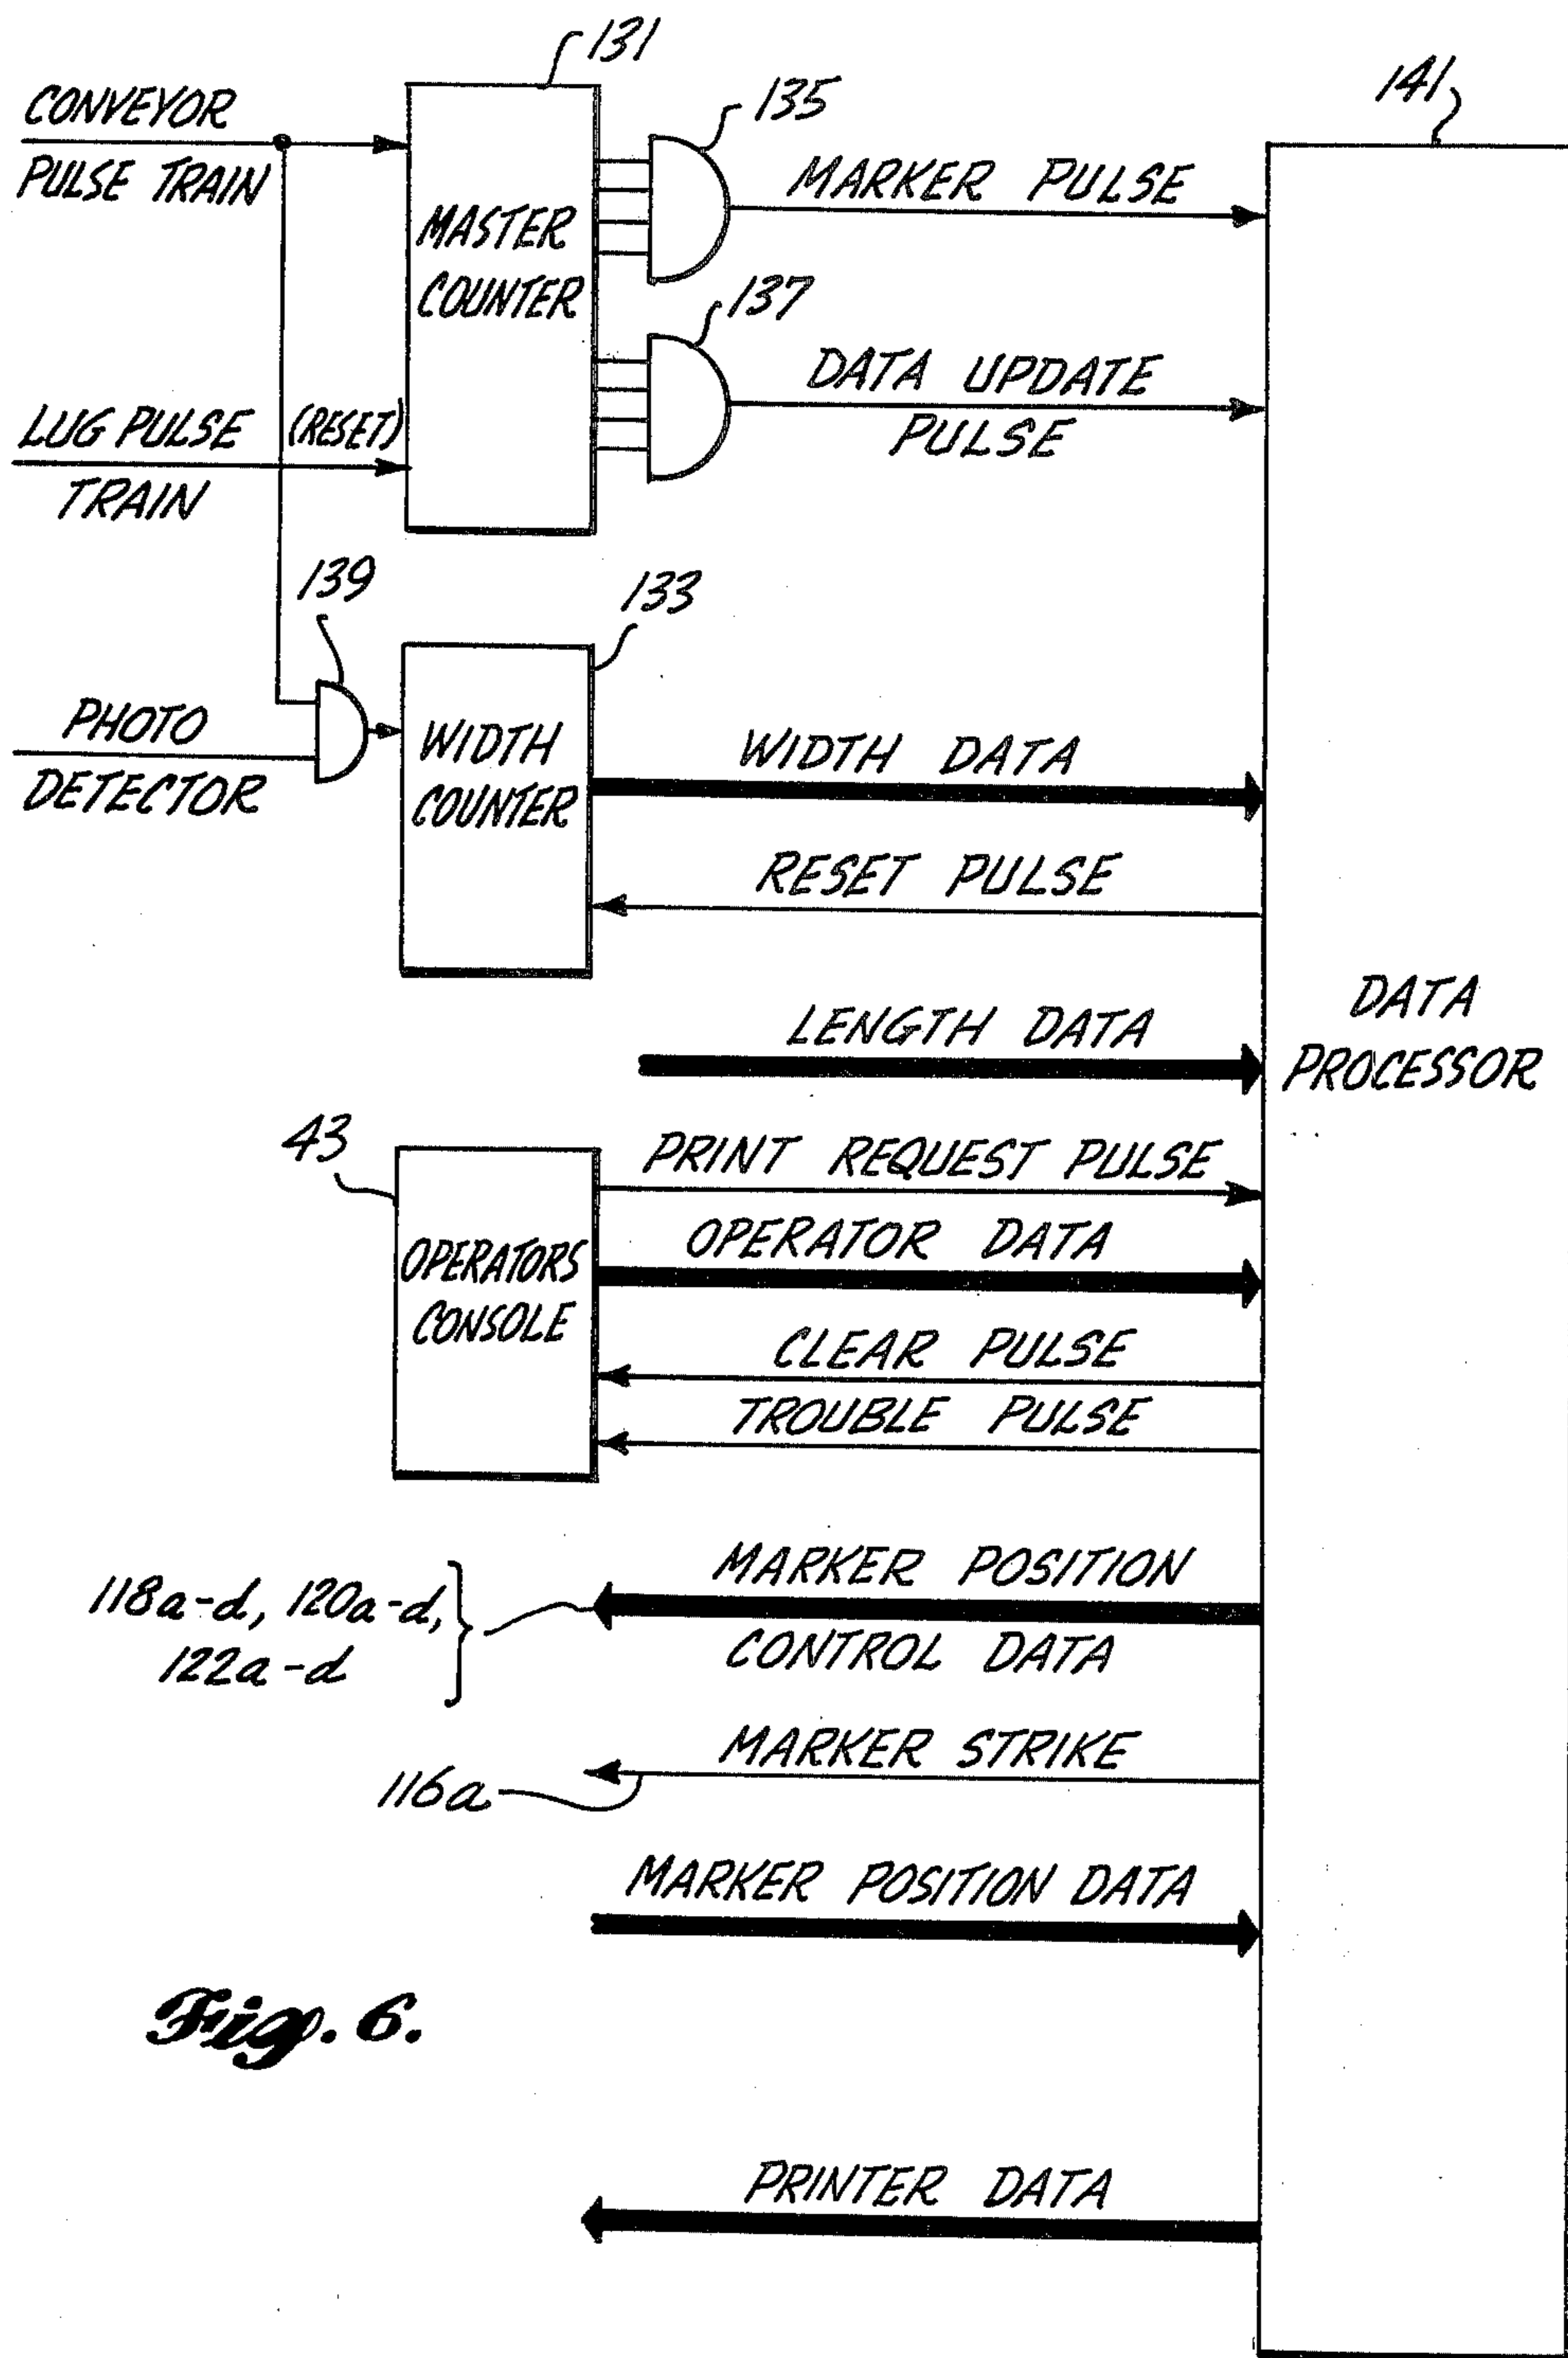 131
141
CONVEYOR
PULSE TRAIN
135
MARKER PULSE
MASTER
COUNTER
137
DATA UPDATE
PULSE
LUG PULSE (RESET)
TRAIN
139
133
PHOTO
DETECTOR
WIDTH
COUNTER
WIDTH DATA
RESET PULSE
LENGTH DATA
DATA
PROCESSOR
43
PRINT REQUEST PULSE
OPERATORS
CONSOLE
OPERATOR DATA
CLEAR PULSE
TROUBLE PULSE
118a-d, 120a-d,
122a-d
MARKER POSITION
CONTROL DATA
MARKER STRIKE
116a
MARKER POSITION DATA
Fig. 6.
PRINTER DATA